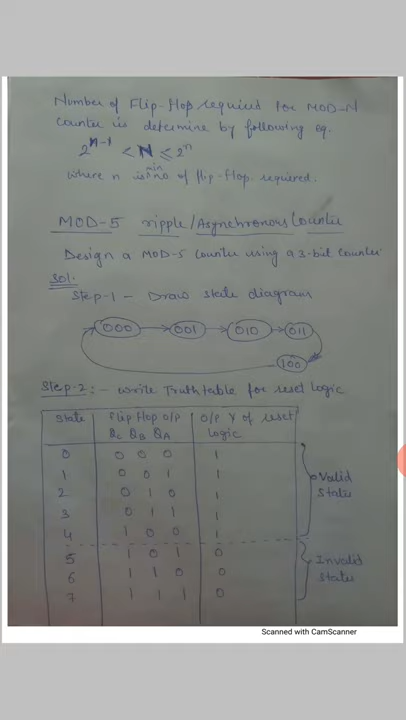 Number of Flip-Flop required for MOD-N
Counter is determine by following eq.
2^n-1 < N ≤ 2^n
where n is min no of flip-flop required.
MOD-5 ripple/Asynchronous Counter
Design a MOD-5 Counter using a 3-bit Counter
Sol.
Step-1 - Draw state diagram
000 001 010 011
100
Step-2:- Write Truth table for reset logic
State Flip Flop O/P O/P Y of reset
QC QB QA Logic
0 0 0 0 1
1 0 0 1 1
2 0 1 0 1
3 0 1 1 1
4 1 0 0 1
Valid
state
5 1 0 1 0
6 1 1 0 0
7 1 1 1 0
Invalid
state
Scanned with CamScanner